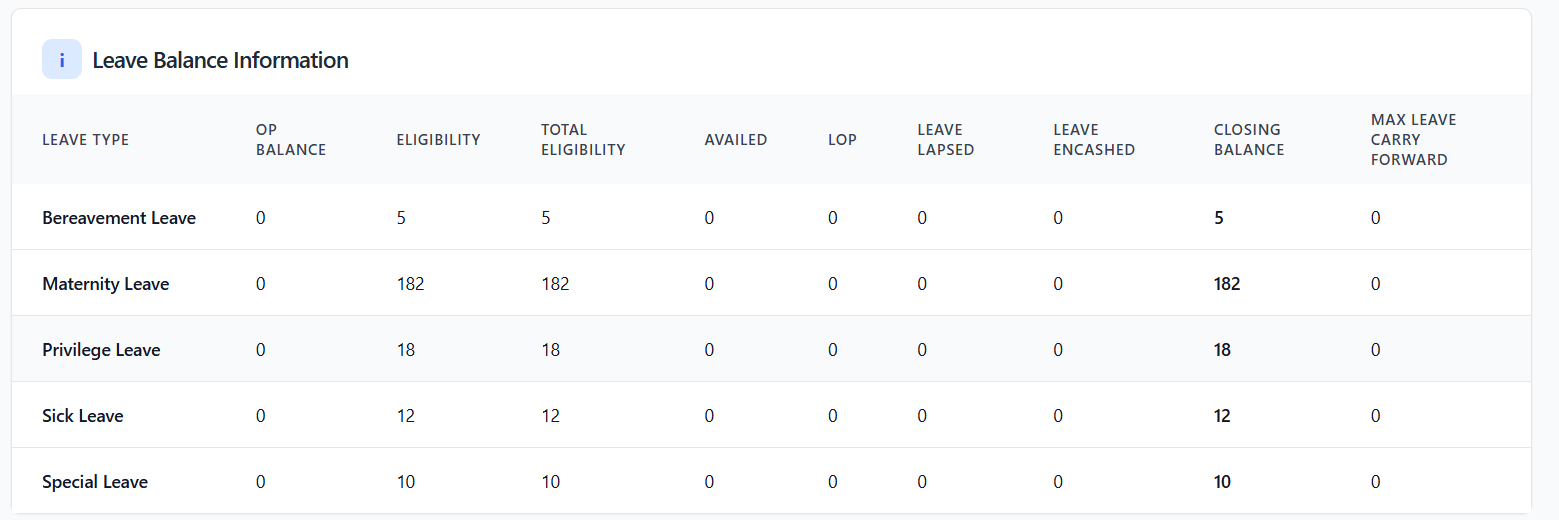 i Leave Balance Information
LEAVE TYPE OP BALANCE ELIGIBILITY TOTAL ELIGIBILITY AVAILED LOP LEAVE LAPSED LEAVE ENCASHED CLOSING BALANCE MAX LEAVE CARRY FORWARD
Bereavement Leave 0 5 5 0 0 0 0 5 0
Maternity Leave 0 182 182 0 0 0 0 182 0
Privilege Leave 0 18 18 0 0 0 0 18 0
Sick Leave 0 12 12 0 0 0 0 12 0
Special Leave 0 10 10 0 0 0 0 10 0